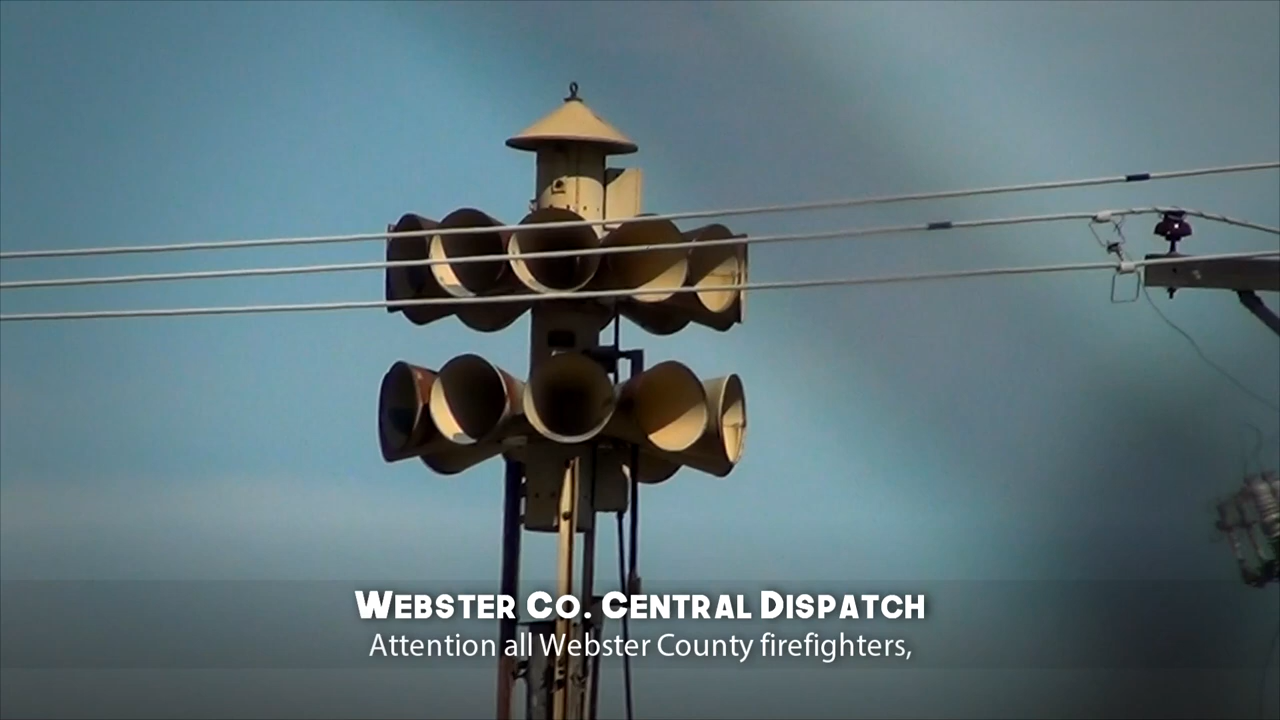 Webster Co. Central Dispatch
Attention all Webster County firefighters,